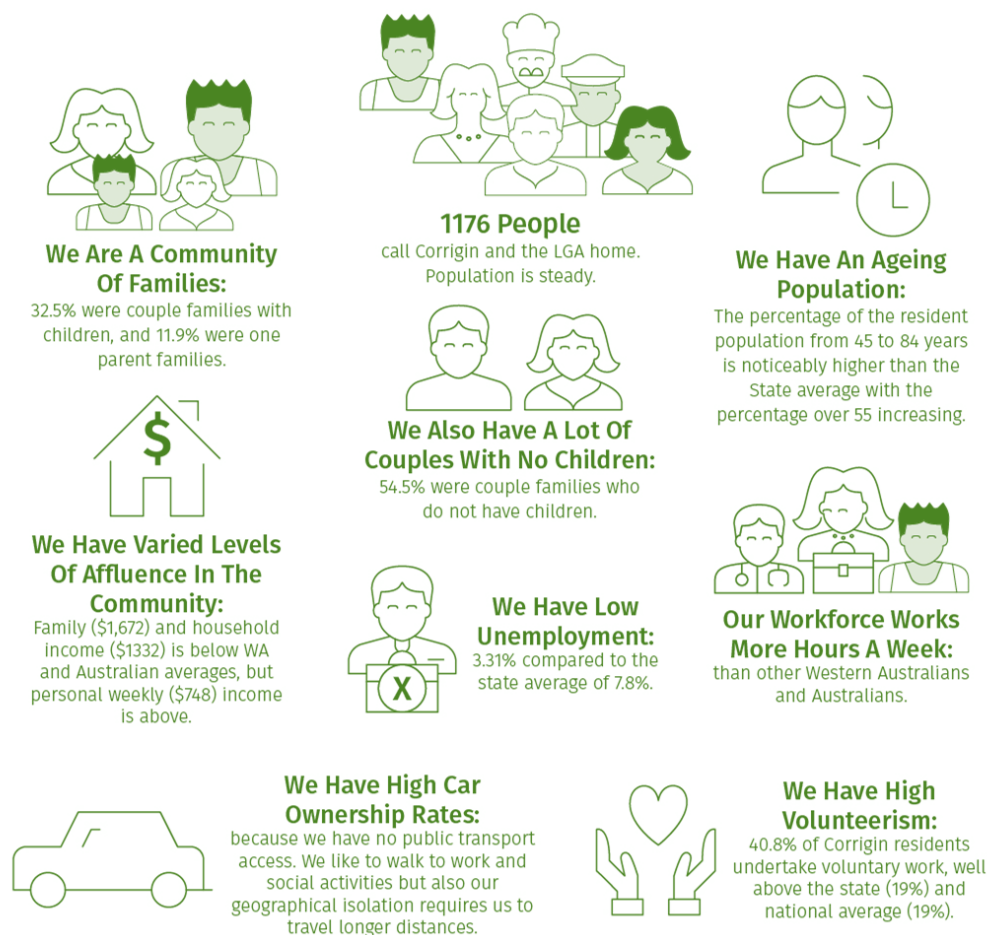 We Are A Community
Of Families:
32.5% were couple families with
children, and 11.9% were one
parent families.
1176 People
call Corrigin and the LGA home.
Population is steady.
We Have An Ageing
Population:
The percentage of the resident
population from 45 to 84 years
is noticeably higher than the
State average with the
percentage over 55 increasing.
$
We Have Varied Levels
Of Affluence In The
Community:
Family ($1,672) and household
income ($1332) is below WA
and Australian averages, but
personal weekly ($748) income
is above.
We Also Have A Lot Of
Couples With No Children:
54.5% were couple families who
do not have children.
X
We Have Low
Unemployment:
3.31% compared to the
state average of 7.8%.
Our Workforce Works
More Hours A Week:
than other Western Australians
and Australians.
We Have High Car
Ownership Rates:
because we have no public transport
access. We like to walk to work and
social activities but also our
geographical isolation requires us to
travel longer distances.
We Have High
Volunteerism:
40.8% of Corrigin residents
undertake voluntary work, well
above the state (19%) and
national average (19%).